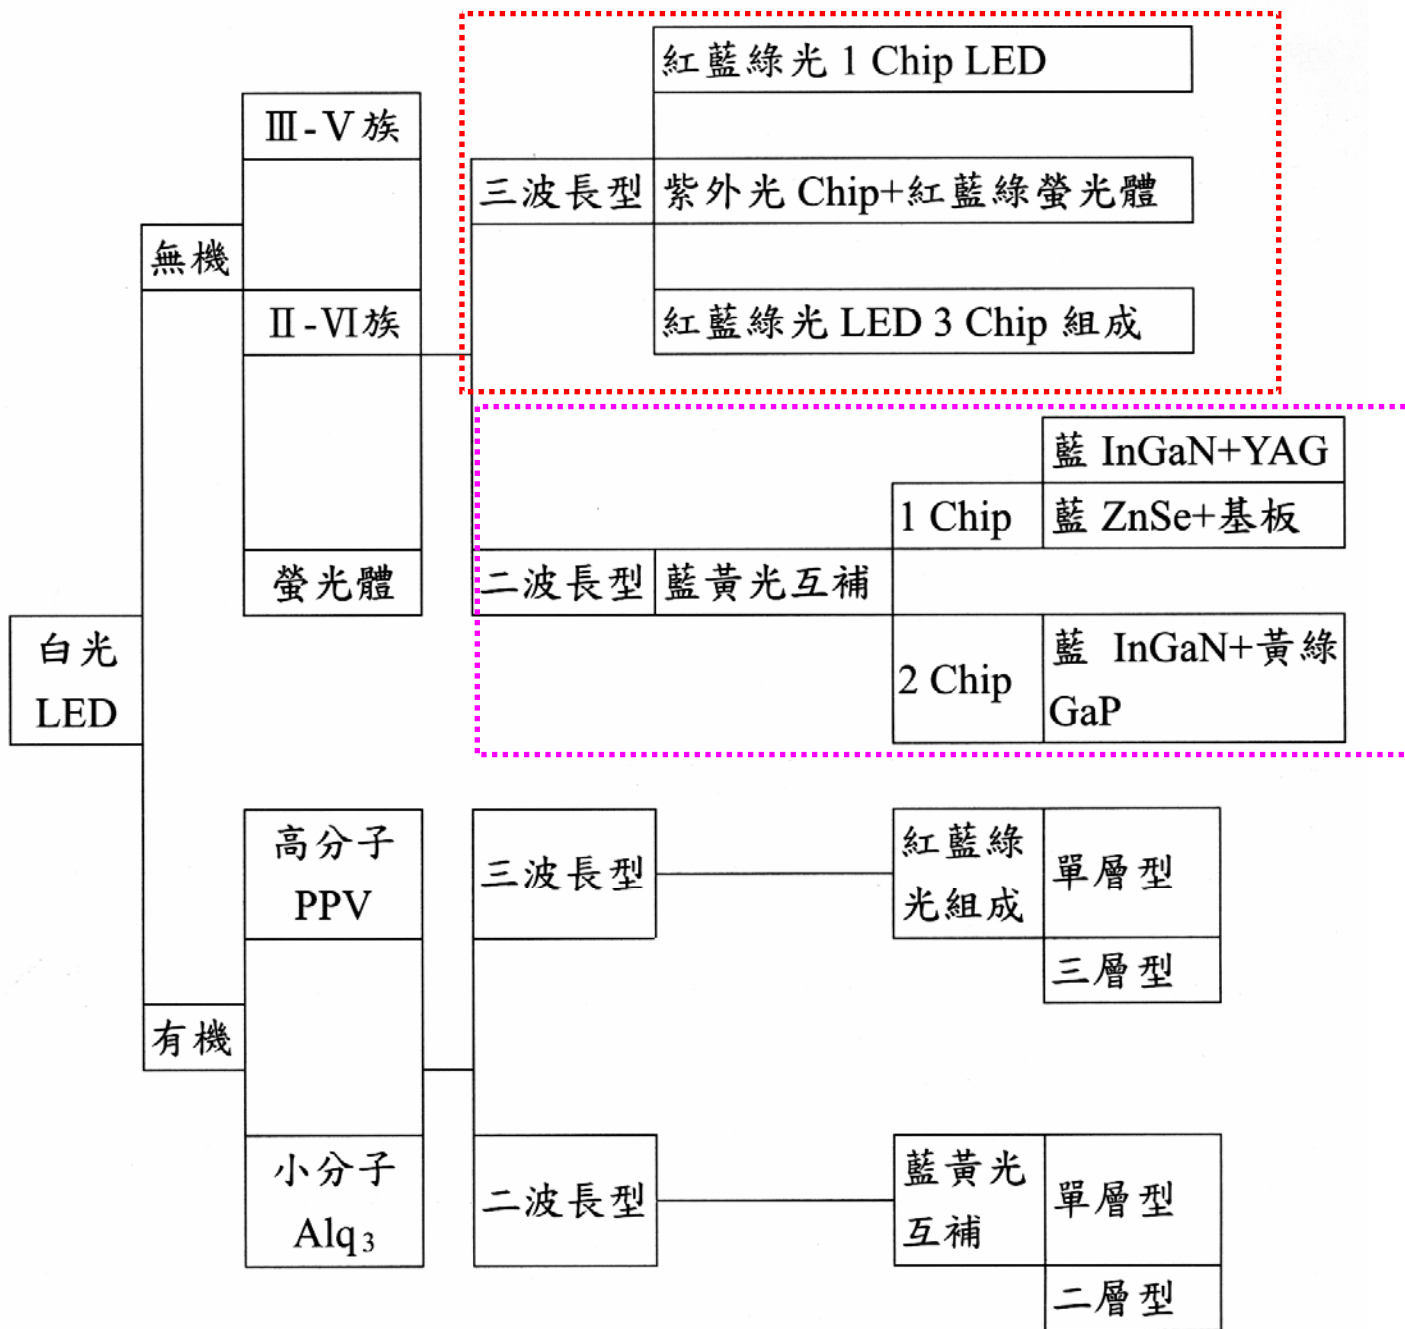 紅藍綠光 1 Chip LED
Ⅲ-Ⅴ族
三波長型
紫外光 Chip+紅藍綠螢光體
無機
Ⅱ-Ⅵ族
紅藍綠光 LED 3 Chip 組成
藍 InGaN+YAG
1 Chip
藍 ZnSe+基板
螢光體
二波長型
藍黃光互補
白光
LED
2 Chip
藍 InGaN+黃綠
GaP
高分子
PPV
三波長型
紅藍綠
光組成
單層型
三層型
有機
小分子
Alq₃
二波長型
藍黃光
互補
單層型
二層型